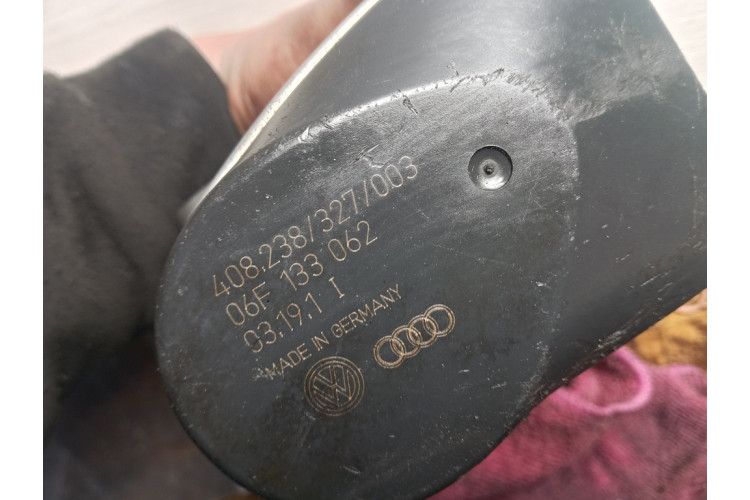 408.238/327/003
06F 133 062
03.19.1 I
MADE IN GERMANY